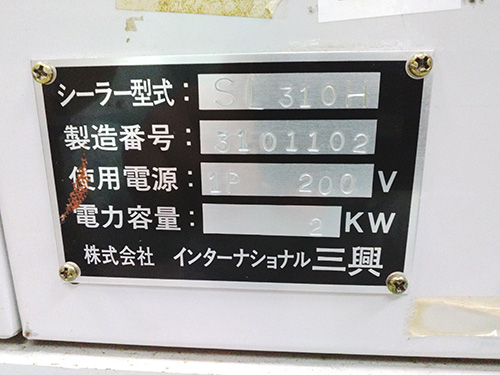 シーラー型式： SL 310H
製造番号： 3101102
使用電源： 1P 200 V
電力容量： 2 KW
株式会社 インターナショナル三興